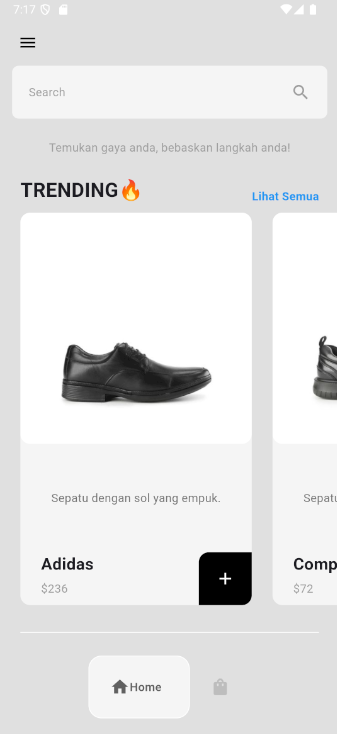 7:17
Search
Temukan gaya anda, bebaskan langkah anda!
TRENDING🔥
Lihat Semua
Sepatu dengan sol yang empuk.
Sepatu
Adidas
Comp
$236
$72
+
Home